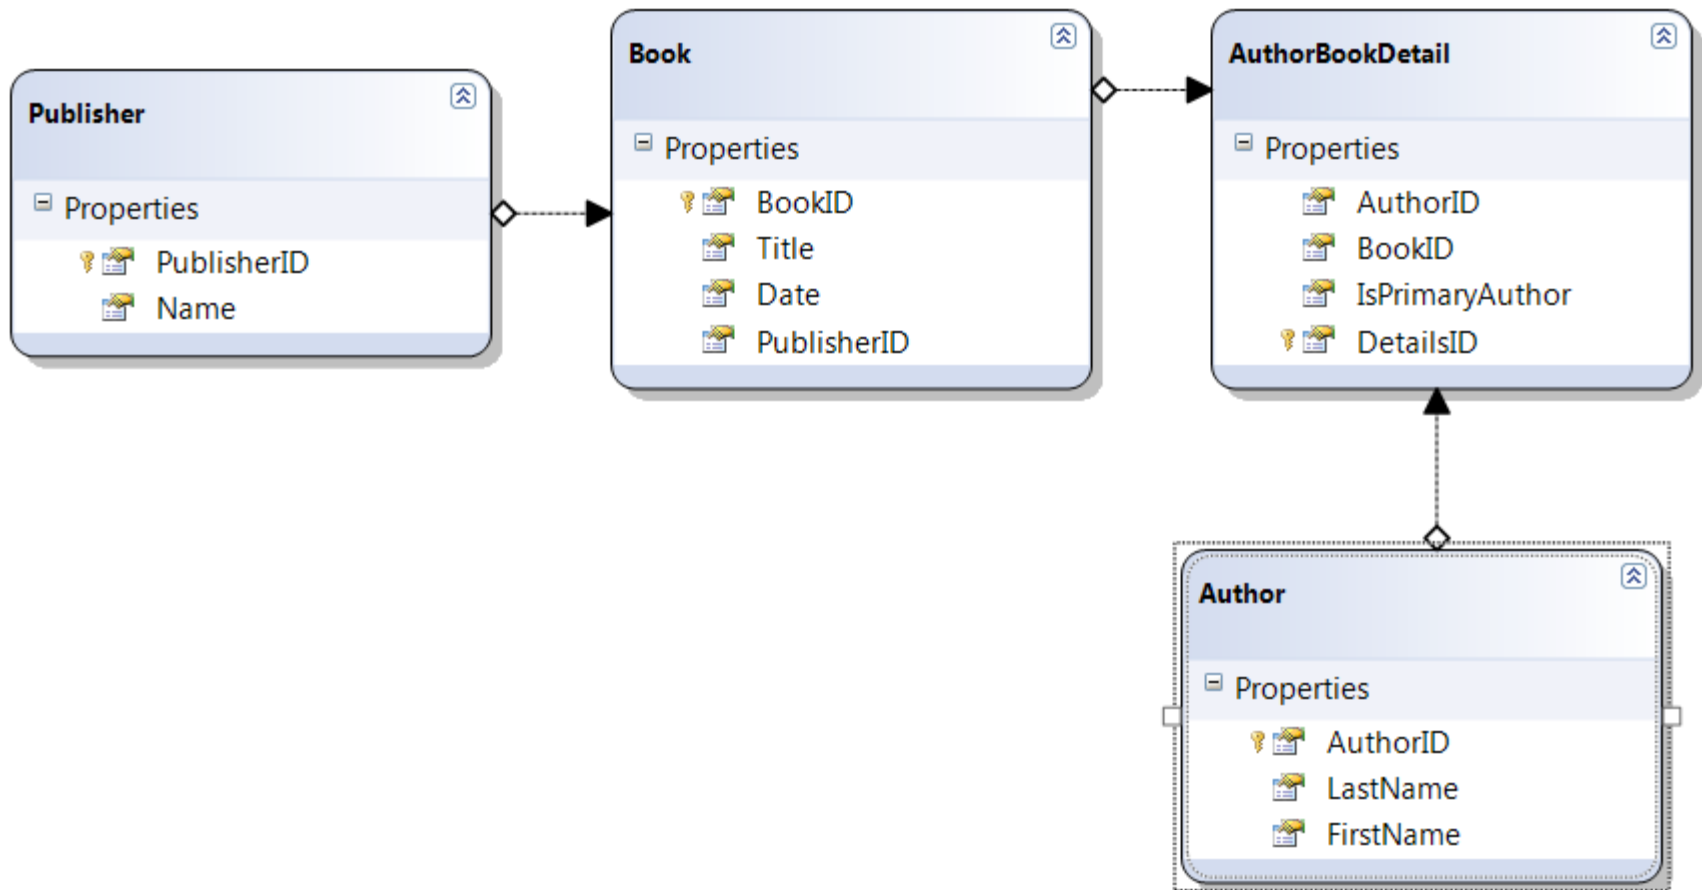 Publisher
Properties
PublisherID
Name
Book
Properties
BookID
Title
Date
PublisherID
AuthorBookDetail
Properties
AuthorID
BookID
IsPrimaryAuthor
DetailsID
Author
Properties
AuthorID
LastName
FirstName